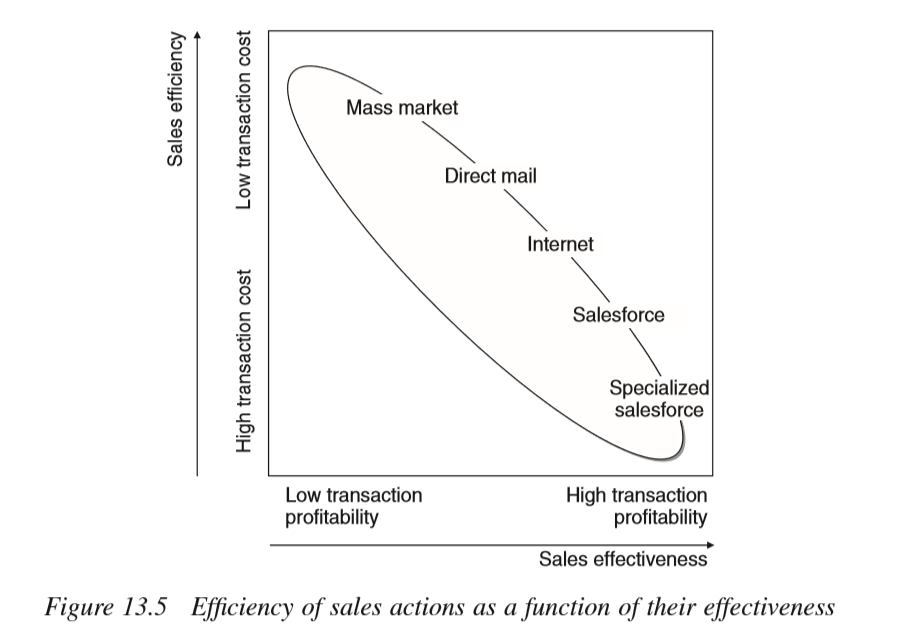 Sales efficiency
Low transaction cost
High transaction cost
Mass market
Direct mail
Internet
Salesforce
Specialized
salesforce
Low transaction
profitability
High transaction
profitability
Sales effectiveness
Figure 13.5 Efficiency of sales actions as a function of their effectiveness